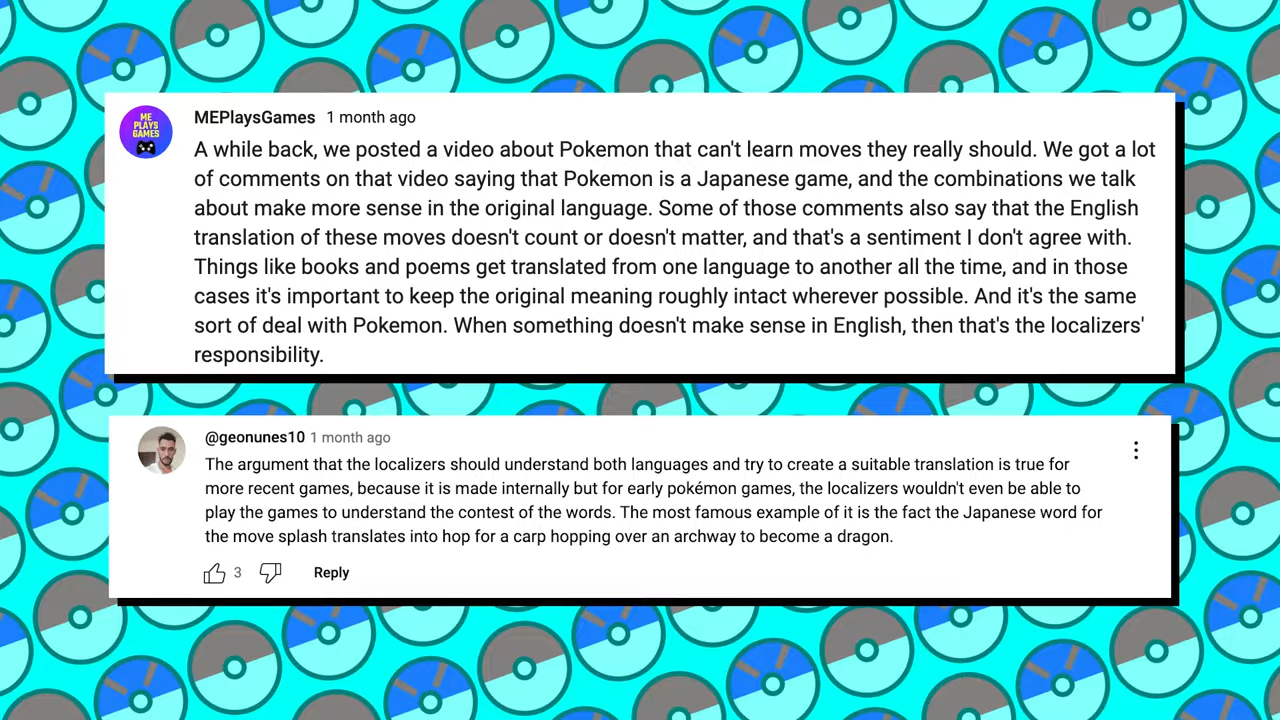 ME
PLAYS
GAMES
MEPlaysGames 1 month ago
A while back, we posted a video about Pokemon that can't learn moves they really should. We got a lot
of comments on that video saying that Pokemon is a Japanese game, and the combinations we talk
about make more sense in the original language. Some of those comments also say that the English
translation of these moves doesn't count or doesn't matter, and that's a sentiment I don't agree with.
Things like books and poems get translated from one language to another all the time, and in those
cases it's important to keep the original meaning roughly intact wherever possible. And it's the same
sort of deal with Pokemon. When something doesn't make sense in English, then that's the localizers'
responsibility.
@geonunes10 1 month ago
The argument that the localizers should understand both languages and try to create a suitable translation is true for
more recent games, because it is made internally but for early pokémon games, the localizers wouldn't even be able to
play the games to understand the contest of the words. The most famous example of it is the fact the Japanese word for
the move splash translates into hop for a carp hopping over an archway to become a dragon.
3 Reply